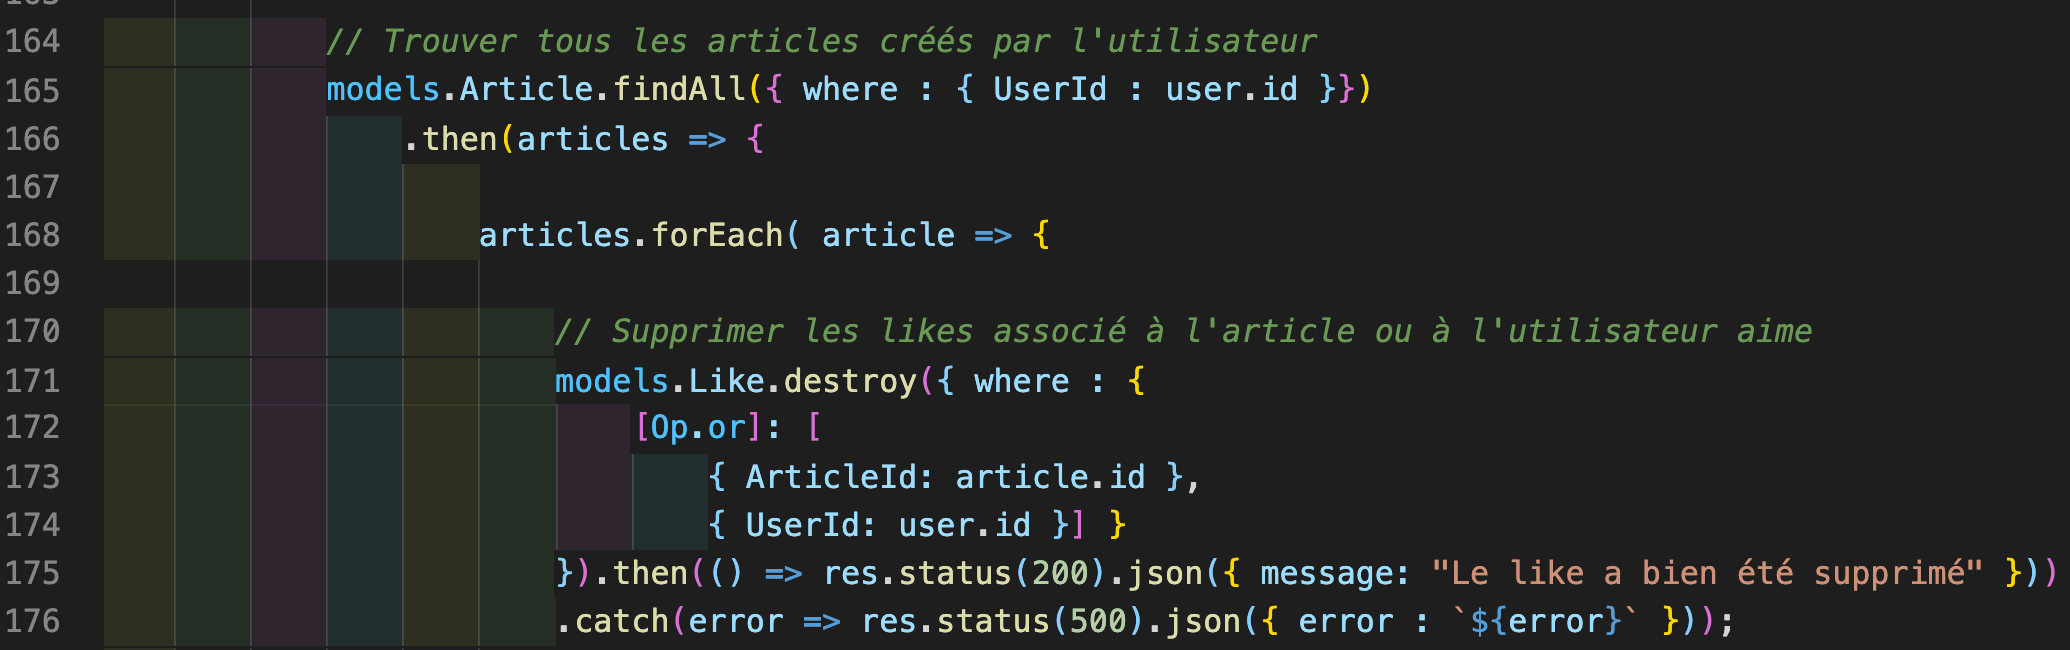 164 // Trouver tous les articles créés par l'utilisateur
165 models.Article.findAll({ where : { UserId : user.id }})
166 .then(articles => {
167
168 articles.forEach( article => {
169
170 // Supprimer les likes associé à l'article ou à l'utilisateur aime
171 models.Like.destroy({ where : {
172 [Op.or]: [
173 { ArticleId: article.id },
174 { UserId: user.id }] }
175 }).then(() => res.status(200).json({ message: "Le like a bien été supprimé" }))
176 .catch(error => res.status(500).json({ error : `${error}` }));